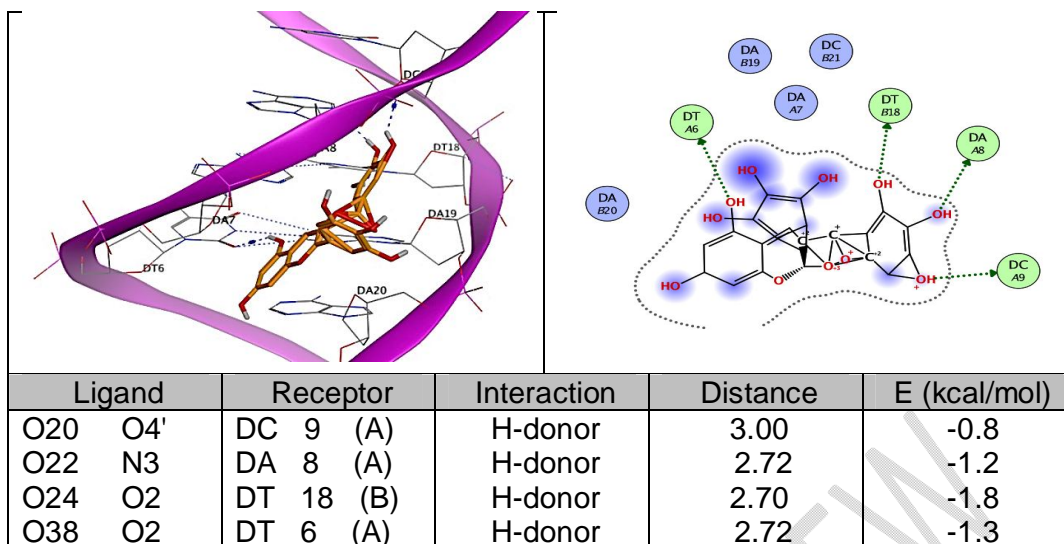 DC
A8
DT18
DA7
DA19
DT6
DA20
DA
B19
DC
B21
DA
A7
DT
A6
DT
B18
DA
A8
DA
B20
HO
OH
OH
OH
HO
OH
C
C
O
O
C
HO
O
OH
DC
A9
Ligand Receptor Interaction Distance E (kcal/mol)
O20 O4' DC 9 (A) H-donor 3.00 -0.8
O22 N3 DA 8 (A) H-donor 2.72 -1.2
O24 O2 DT 18 (B) H-donor 2.70 -1.8
O38 O2 DT 6 (A) H-donor 2.72 -1.3